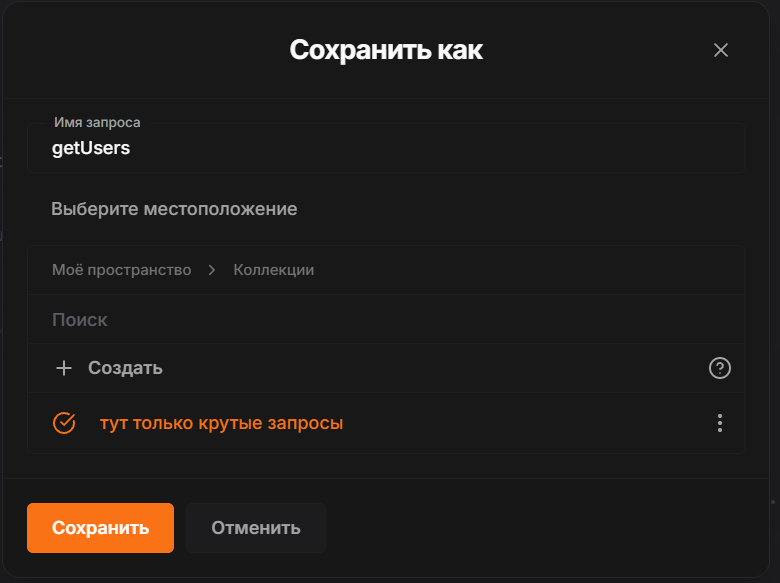 Сохранить как
Имя запроса
getUsers
Выберите местоположение
Моё пространство > Коллекции
Поиск
+ Создать
тут только крутые запросы
Сохранить Отменить